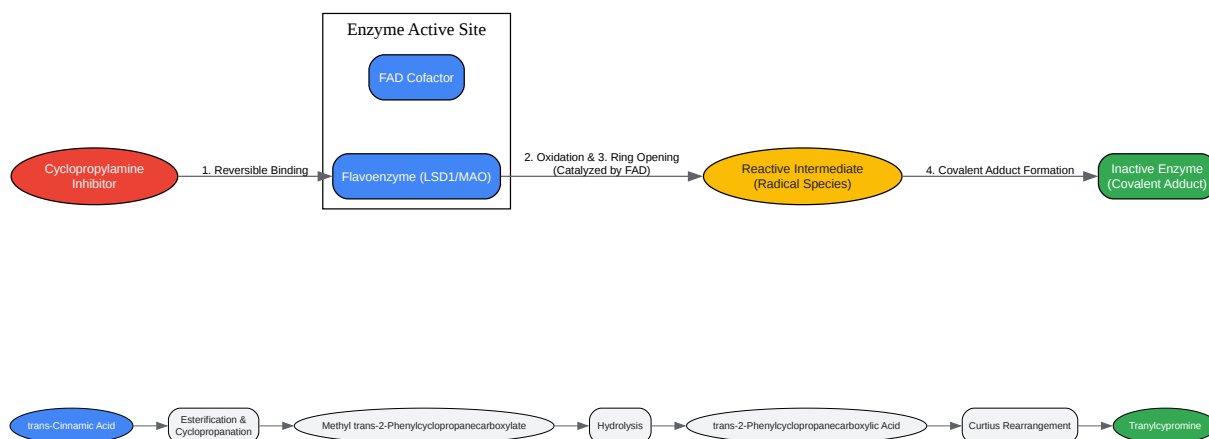 Enzyme Active Site
FAD Cofactor
Cyclopropylamine
Inhibitor
1. Reversible Binding
Flavoenzyme (LSD1/MAO)
2. Oxidation & 3. Ring Opening
(Catalyzed by FAD)
Reactive Intermediate
(Radical Species)
4. Covalent Adduct Formation
Inactive Enzyme
(Covalent Adduct)
trans-Cinnamic Acid
Esterification &
Cyclopropanation
Methyl trans-2-Phenylcyclopropanecarboxylate
Hydrolysis
trans-2-Phenylcyclopropanecarboxylic Acid
Curtius Rearrangement
Tranylcypromine